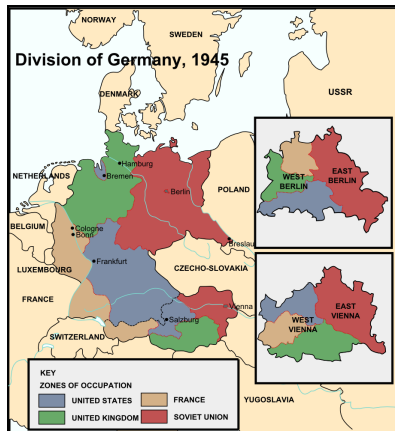 NORWAY
SWEDEN
Division of Germany, 1945
DENMARK
USSR
Hamburg
NETHERLANDS
Bremen
Berlin
POLAND
EAST
BERLIN
WEST
BERLIN
BELGIUM
Cologne
Bonn
Breslau
Frankfurt
LUXEMBOURG
CZECHO-SLOVAKIA
FRANCE
Vienna
Salzburg
SWITZERLAND
EAST
VIENNA
WEST
VIENNA
KEY
ZONES OF OCCUPATION
UNITED STATES
FRANCE
UNITED KINGDOM
SOVIET UNION
YUGOSLAVIA